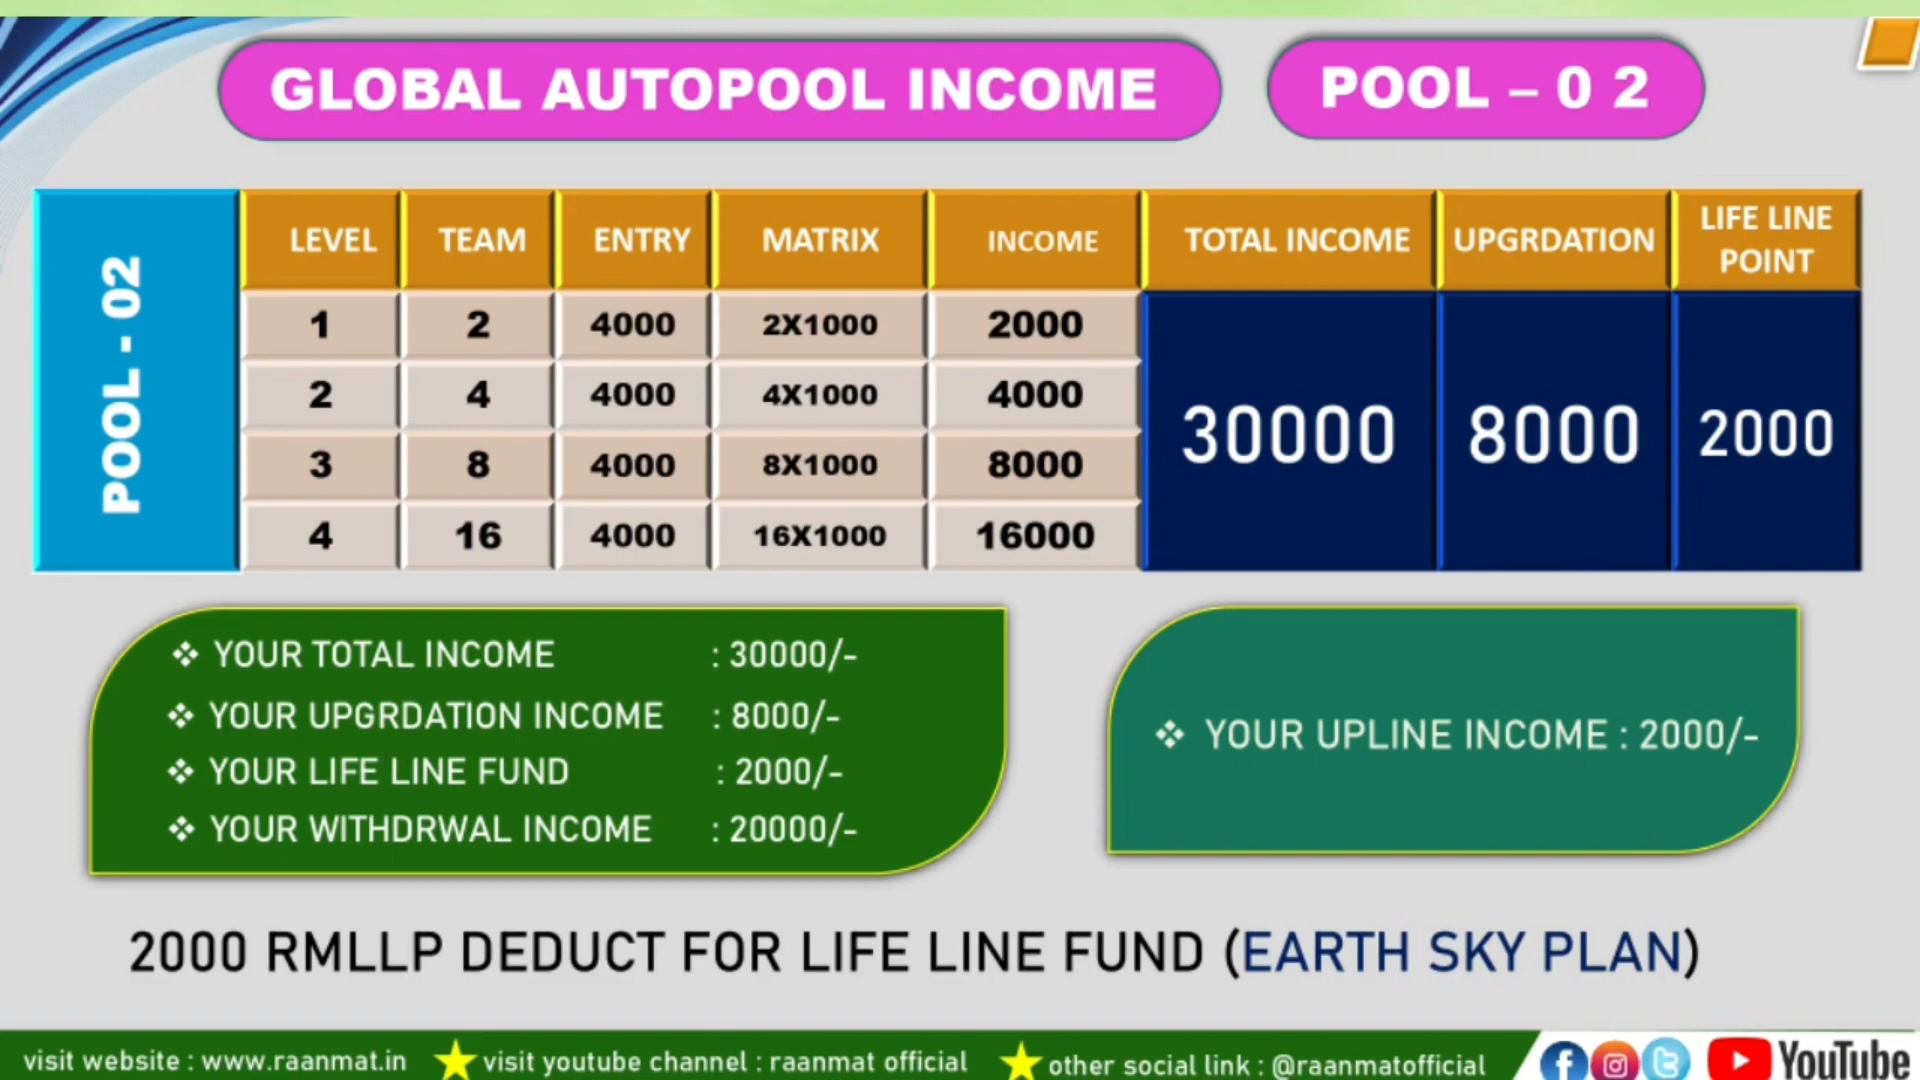 GLOBAL AUTOPOOL INCOME
POOL – 0 2
POOL - 02
LEVEL TEAM ENTRY MATRIX INCOME TOTAL INCOME UPGRDATION LIFE LINE POINT
1 2 4000 2X1000 2000
2 4 4000 4X1000 4000
3 8 4000 8X1000 8000
4 16 4000 16X1000 16000
30000 8000 2000
❖ YOUR TOTAL INCOME : 30000/-
❖ YOUR UPGRDATION INCOME : 8000/-
❖ YOUR LIFE LINE FUND : 2000/-
❖ YOUR WITHDRWAL INCOME : 20000/-
❖ YOUR UPLINE INCOME : 2000/-
2000 RMLLP DEDUCT FOR LIFE LINE FUND (EARTH SKY PLAN)
visit website : www.raanmat.in visit youtube channel : raanmat official other social link : @raanmatofficial YouTube